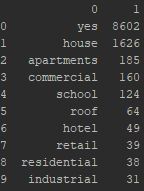 0 1
0 yes 8602
1 house 1626
2 apartments 185
3 commercial 160
4 school 124
5 roof 64
6 hotel 49
7 retail 39
8 residential 38
9 industrial 31